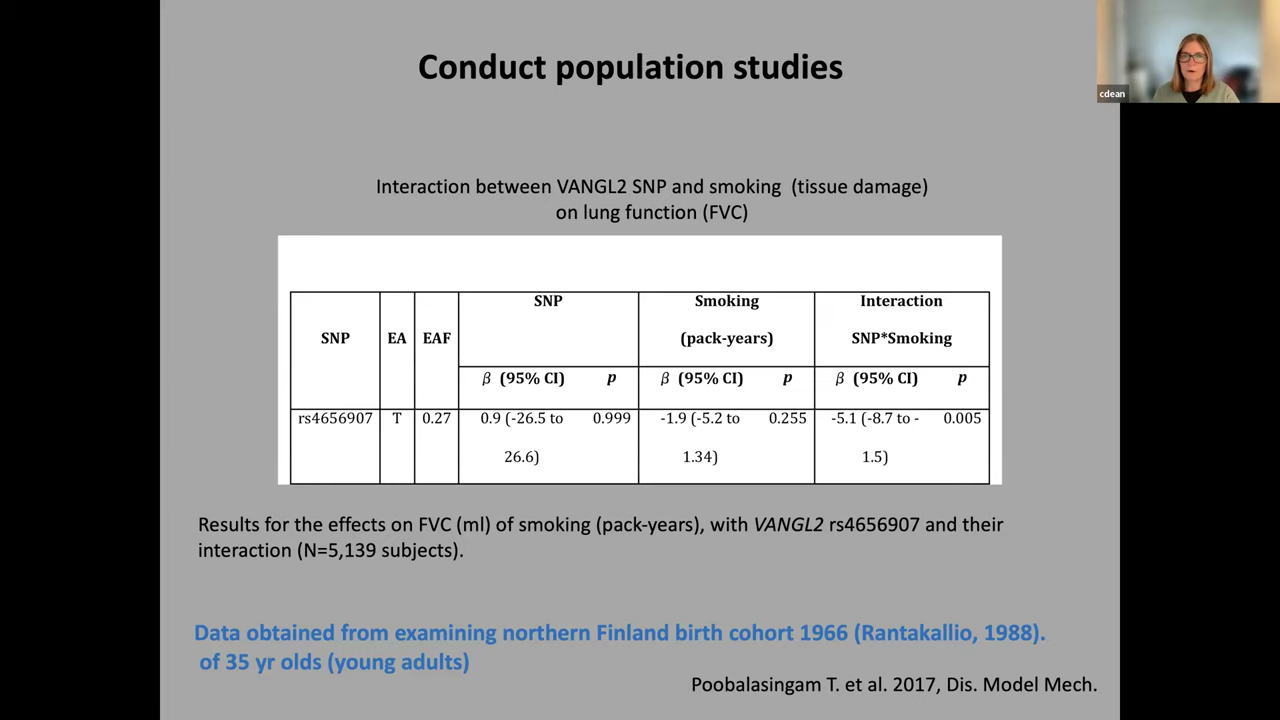 Conduct population studies
cdean
Interaction between VANGL2 SNP and smoking (tissue damage)
on lung function (FVC)
SNP EA EAF SNP Smoking Interaction
(pack-years) SNP*Smoking
β (95% CI) p β (95% CI) p β (95% CI) p
rs4656907 T 0.27 0.9 (-26.5 to 0.999 -1.9 (-5.2 to 0.255 -5.1 (-8.7 to - 0.005
26.6) 1.34) 1.5)
Results for the effects on FVC (ml) of smoking (pack-years), with VANGL2 rs4656907 and their
interaction (N=5,139 subjects).
Data obtained from examining northern Finland birth cohort 1966 (Rantakallio, 1988).
of 35 yr olds (young adults)
Poobalasingam T. et al. 2017, Dis. Model Mech.